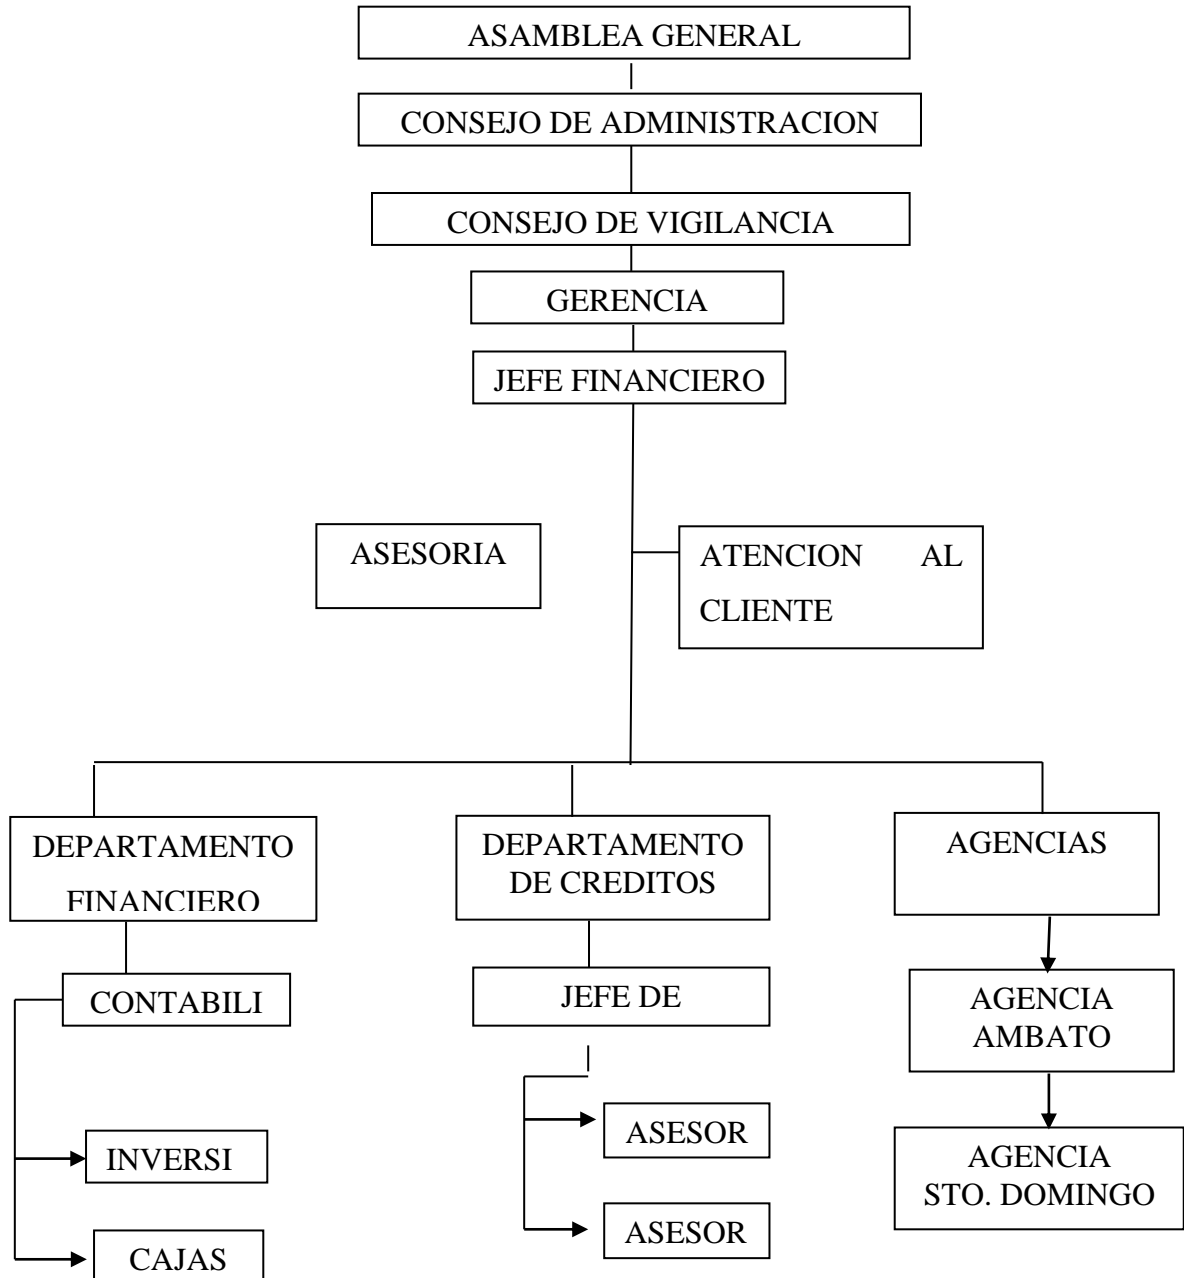 ASAMBLEA GENERAL
CONSEJO DE ADMINISTRACION
CONSEJO DE VIGILANCIA
GERENCIA
JEFE FINANCIERO
ASESORIA
ATENCION AL
CLIENTE
DEPARTAMENTO
FINANCIERO
DEPARTAMENTO
DE CREDITOS
AGENCIAS
CONTABILI
JEFE DE
AGENCIA
AMBATO
INVERSI
ASESOR
AGENCIA
STO. DOMINGO
CAJAS
ASESOR